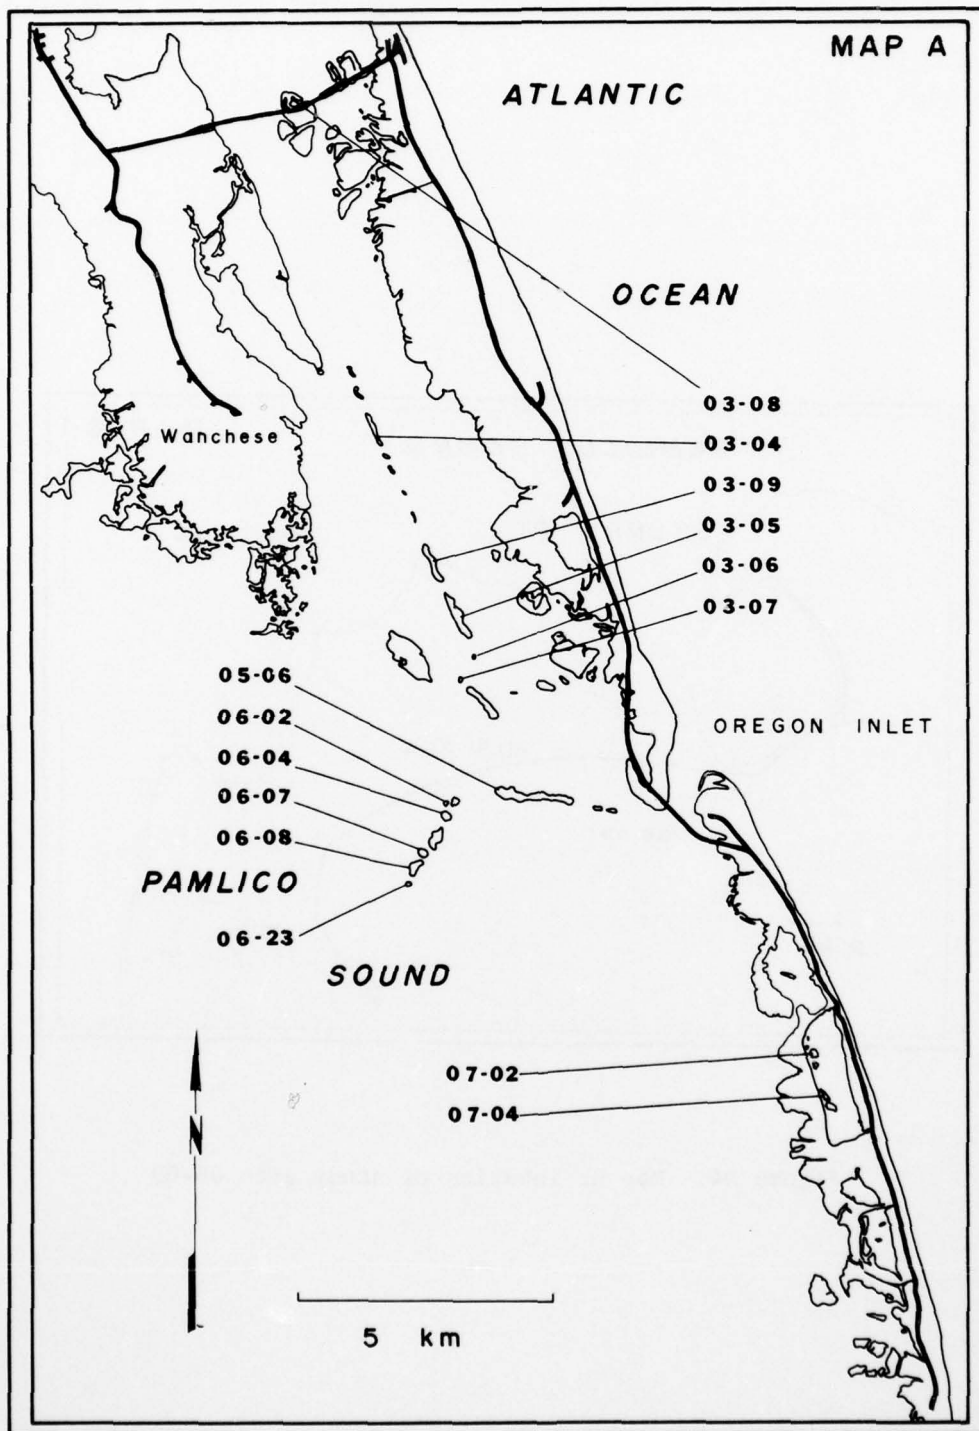 MAP A
ATLANTIC
OCEAN
03-08
03-04
Wanchese
03-09
03-05
03-06
03-07
05-06
06-02
OREGON INLET
06-04
06-07
06-08
PAMLICO
06-23
SOUND
07-02
07-04
N
5 km